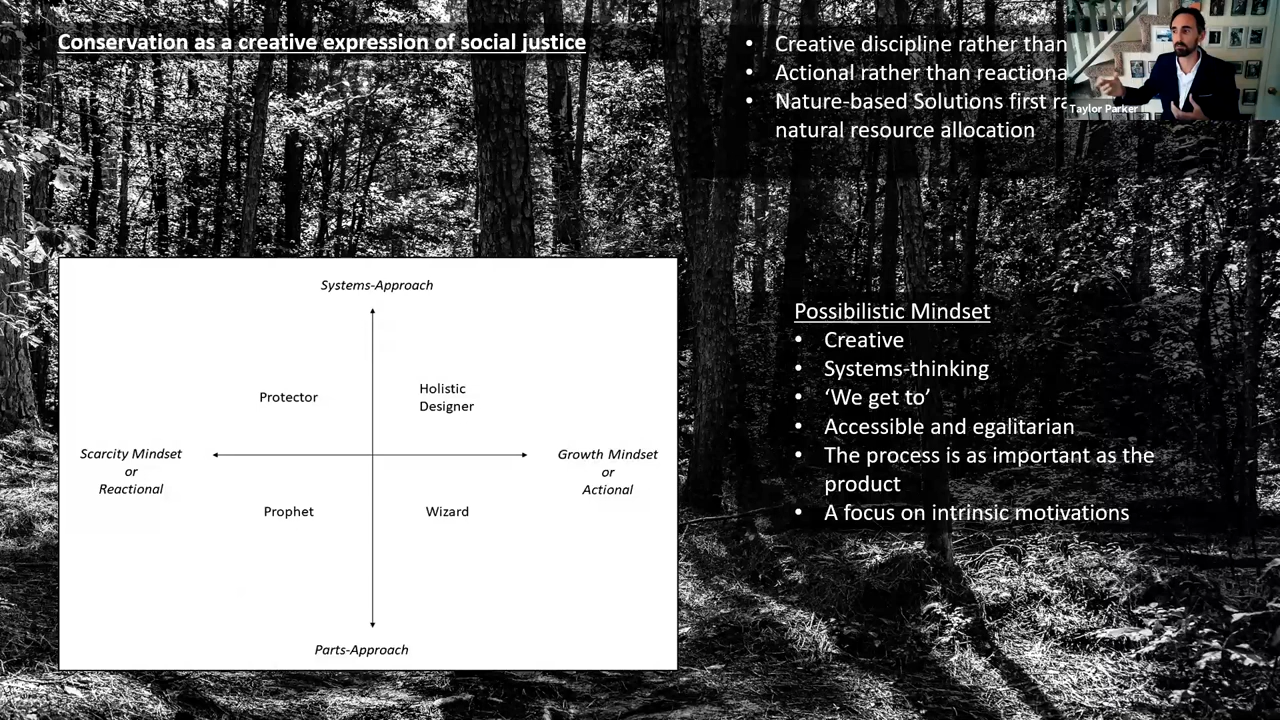 Conservation as a creative expression of social justice
• Creative discipline rather than
• Actional rather than reactiona
• Nature-based Solutions first ra
natural resource allocation
Taylor Parker
Systems-Approach
Protector
Holistic
Designer
Scarcity Mindset
or
Reactional
Growth Mindset
or
Actional
Prophet
Wizard
Parts-Approach
Possibilistic Mindset
• Creative
• Systems-thinking
• ‘We get to’
• Accessible and egalitarian
• The process is as important as the
product
• A focus on intrinsic motivations